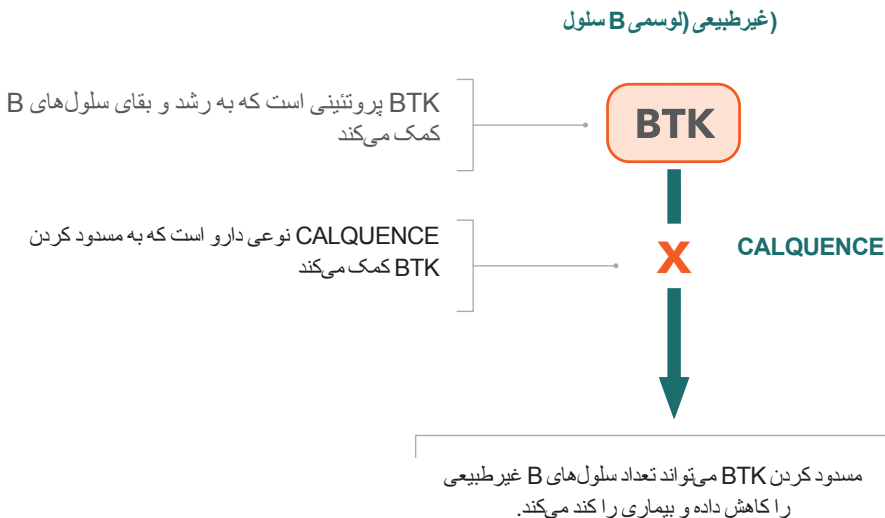 سلول B غیرطبیعی (لوسمی)
BTK پروتئینی است که به رشد و بقای سلول‌های B
کمک می‌کند
BTK
CALQUENCE نوعی دارو است که به مسدود کردن
BTK کمک می‌کند
X
CALQUENCE
مسدود کردن BTK می‌تواند تعداد سلول‌های B غیرطبیعی
را کاهش داده و بیماری را کند می‌کند.